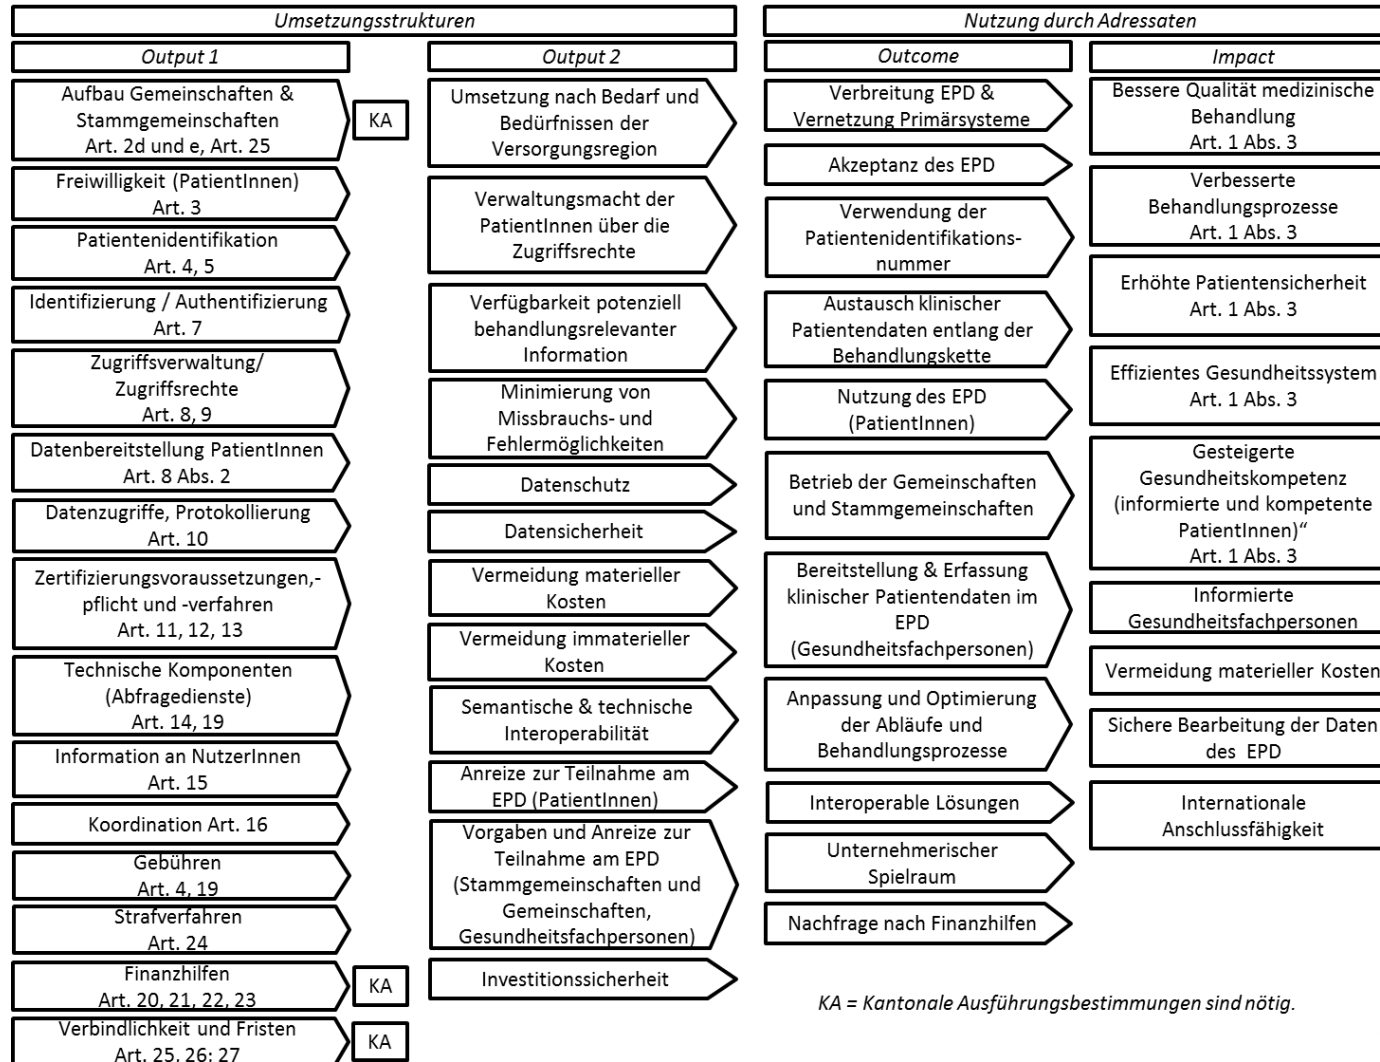 Umsetzungsstrukturen
Nutzung durch Adressaten
Output 1
Output 2
Outcome
Impact
Aufbau Gemeinschaften &
Stammgemeinschaften
Art. 2d und e, Art. 25
KA
Freiwilligkeit (PatientInnen)
Art. 3
Patientenidentifikation
Art. 4, 5
Identifizierung / Authentifizierung
Art. 7
Zugriffsverwaltung/
Zugriffsrechte
Art. 8, 9
Datenbereitstellung PatientInnen
Art. 8 Abs. 2
Datenzugriffe, Protokollierung
Art. 10
Zertifizierungsvoraussetzungen,-
pflicht und -verfahren
Art. 11, 12, 13
Technische Komponenten
(Abfragedienste)
Art. 14, 19
Information an NutzerInnen
Art. 15
Koordination Art. 16
Gebühren
Art. 4, 19
Strafverfahren
Art. 24
Finanzhilfen
Art. 20, 21, 22, 23
KA
Verbindlichkeit und Fristen
Art. 25, 26; 27
KA
Umsetzung nach Bedarf und
Bedürfnissen der
Versorgungsregion
Verwaltungsmacht der
PatientInnen über die
Zugriffsrechte
Verfügbarkeit potenziell
behandlungsrelevanter
Information
Minimierung von
Missbrauchs- und
Fehlermöglichkeiten
Datenschutz
Datensicherheit
Vermeidung materieller
Kosten
Vermeidung immaterieller
Kosten
Semantische & technische
Interoperabilität
Anreize zur Teilnahme am
EPD (PatientInnen)
Vorgaben und Anreize zur
Teilnahme am EPD
(Stammgemeinschaften und
Gemeinschaften,
Gesundheitsfachpersonen)
Investitionssicherheit
Verbreitung EPD &
Vernetzung Primärsysteme
Akzeptanz des EPD
Verwendung der
Patientenidentifikations-
nummer
Austausch klinischer
Patientendaten entlang der
Behandlungskette
Nutzung des EPD
(PatientInnen)
Betrieb der Gemeinschaften
und Stammgemeinschaften
Bereitstellung & Erfassung
klinischer Patientendaten im
EPD
(Gesundheitsfachpersonen)
Anpassung und Optimierung
der Abläufe und
Behandlungsprozesse
Interoperable Lösungen
Unternehmerischer
Spielraum
Nachfrage nach Finanzhilfen
Bessere Qualität medizinische
Behandlung
Art. 1 Abs. 3
Verbesserte
Behandlungsprozesse
Art. 1 Abs. 3
Erhöhte Patientensicherheit
Art. 1 Abs. 3
Effizientes Gesundheitssystem
Art. 1 Abs. 3
Gesteigerte
Gesundheitskompetenz
(informierte und kompetente
PatientInnen)“
Art. 1 Abs. 3
Informierte
Gesundheitsfachpersonen
Vermeidung materieller Kosten
Sichere Bearbeitung der Daten
des EPD
Internationale
Anschlussfähigkeit
KA = Kantonale Ausführungsbestimmungen sind nötig.